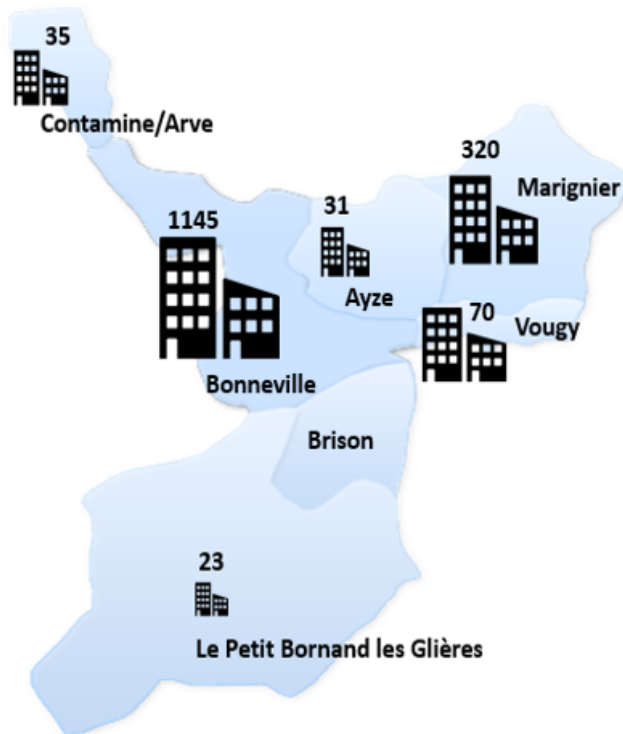 35
Contamine/Arve
320
Marignier
31
1145
Ayze
70
Vougy
Bonneville
Brison
23
Le Petit Bornand les Glières